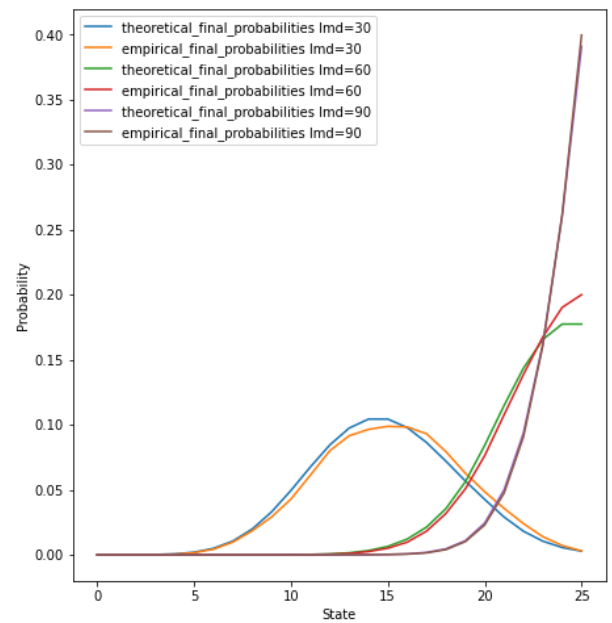 theoretical_final_probabilities lmd=30
empirical_final_probabilities lmd=30
theoretical_final_probabilities lmd=60
empirical_final_probabilities lmd=60
theoretical_final_probabilities lmd=90
empirical_final_probabilities lmd=90
0.40
0.35
0.30
0.25
0.20
0.15
0.10
0.05
0.00
Probability
0 5 10 15 20 25
State